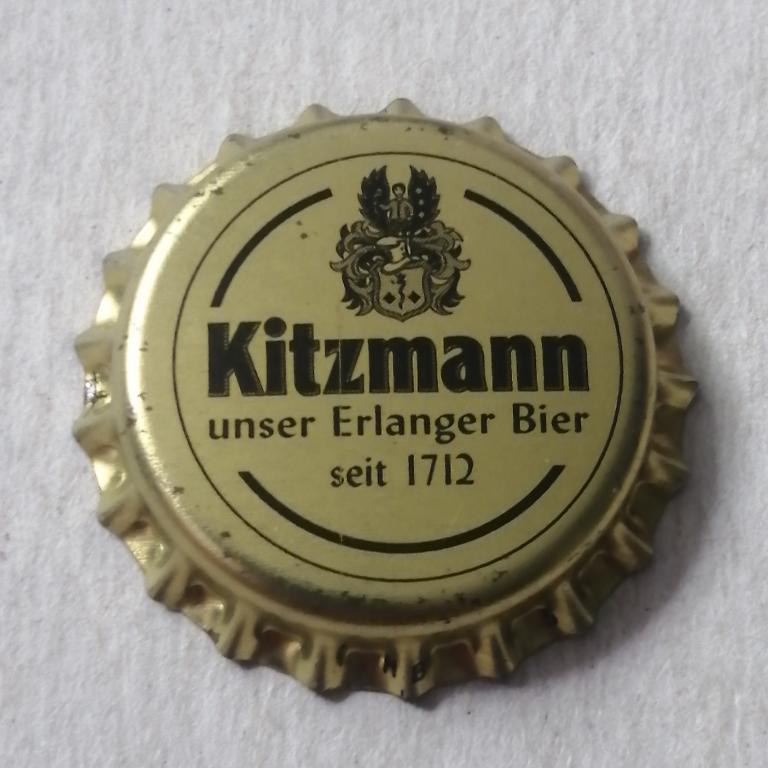 Kitzmann
unser Erlanger Bier
seit 1712